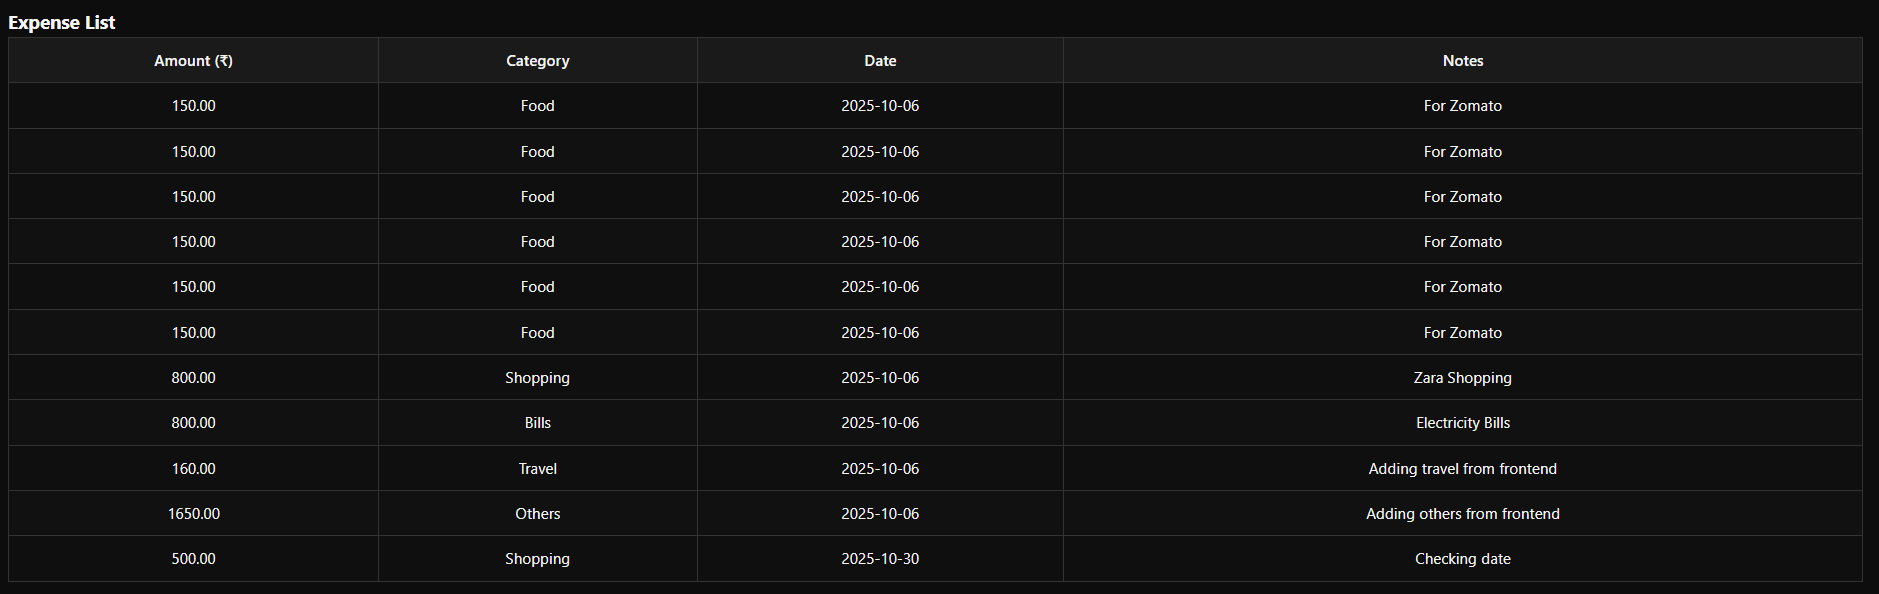 Expense List
Amount (₹) Category Date Notes
150.00 Food 2025-10-06 For Zomato
150.00 Food 2025-10-06 For Zomato
150.00 Food 2025-10-06 For Zomato
150.00 Food 2025-10-06 For Zomato
150.00 Food 2025-10-06 For Zomato
150.00 Food 2025-10-06 For Zomato
800.00 Shopping 2025-10-06 Zara Shopping
800.00 Bills 2025-10-06 Electricity Bills
160.00 Travel 2025-10-06 Adding travel from frontend
1650.00 Others 2025-10-06 Adding others from frontend
500.00 Shopping 2025-10-30 Checking date